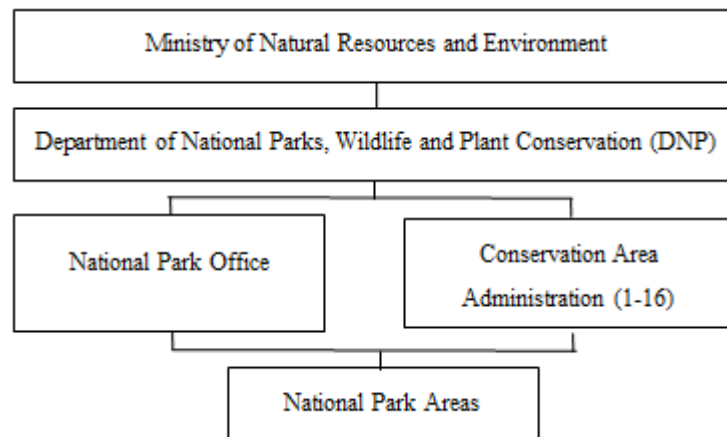 Ministry of Natural Resources and Environment
Department of National Parks, Wildlife and Plant Conservation (DNP)
National Park Office
Conservation Area
Administration (1-16)
National Park Areas